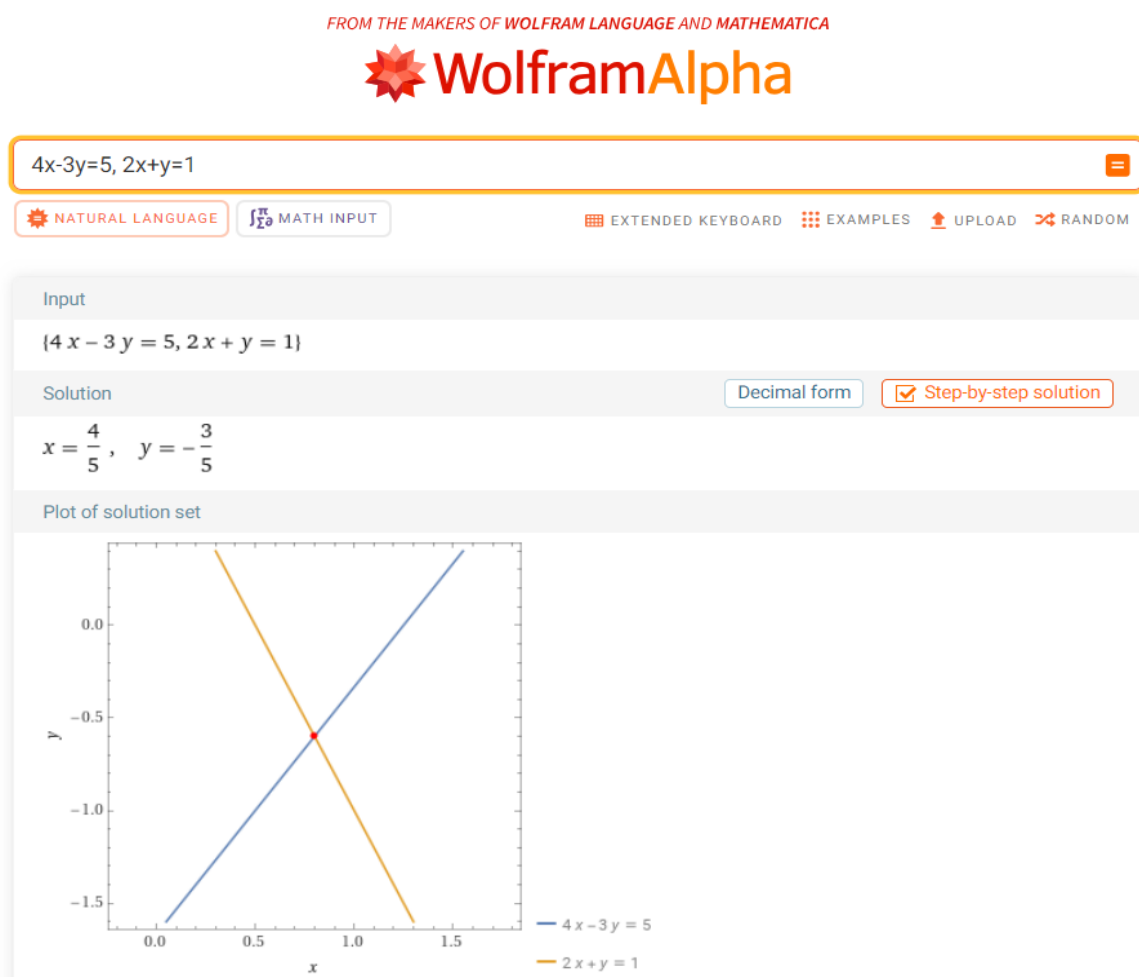 FROM THE MAKERS OF WOLFRAM LANGUAGE AND MATHEMATICA
WolframAlpha
4x-3y=5, 2x+y=1
=
NATURAL LANGUAGE
∫π Σ∂ MATH INPUT
EXTENDED KEYBOARD
EXAMPLES
UPLOAD
RANDOM
Input
{4 x − 3 y = 5, 2 x + y = 1}
Solution
Decimal form
Step-by-step solution
x = 4/5 , y = − 3/5
Plot of solution set
0.0
−0.5
y
−1.0
−1.5
0.0 0.5 1.0 1.5
x
4 x − 3 y = 5
2 x + y = 1